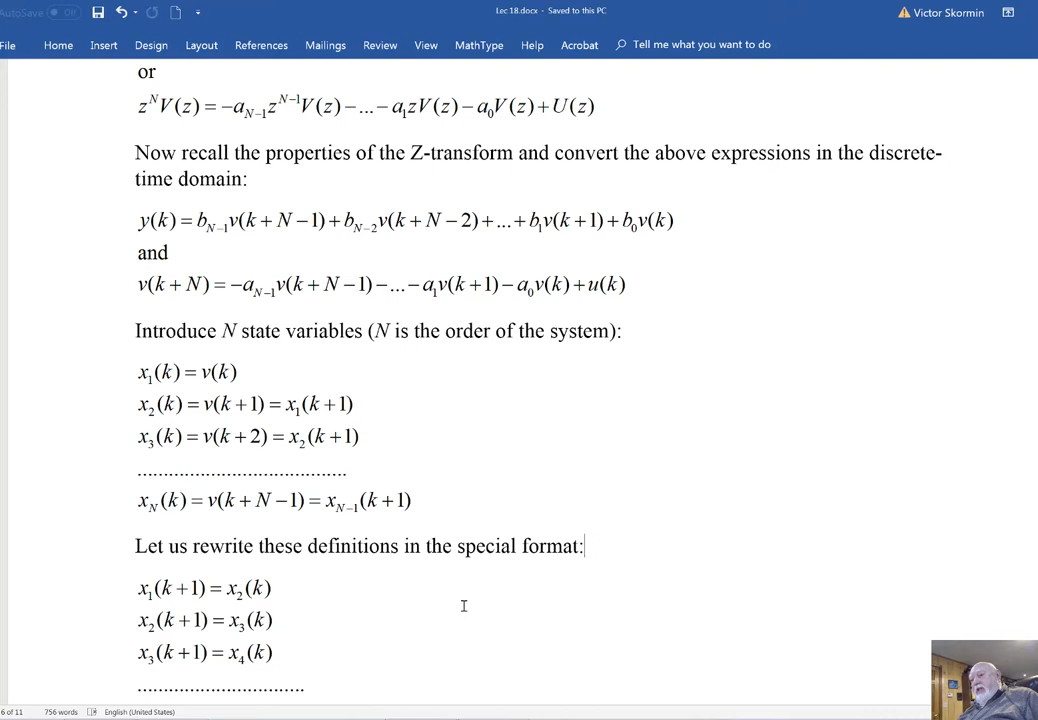 AutoSave Off
Lec 18.docx - Saved to this PC
Victor Skormin
File Home Insert Design Layout References Mailings Review View MathType Help Acrobat Tell me what you want to do
or
z^N V(z) = −a_{N−1} z^{N−1} V(z) − ... − a_1 zV(z) − a_0 V(z) + U(z)
Now recall the properties of the Z-transform and convert the above expressions in the discrete-
time domain:
y(k) = b_{N−1} v(k + N − 1) + b_{N−2} v(k + N − 2) + ... + b_1 v(k + 1) + b_0 v(k)
and
v(k + N) = −a_{N−1} v(k + N − 1) − ... − a_1 v(k + 1) − a_0 v(k) + u(k)
Introduce N state variables (N is the order of the system):
x_1(k) = v(k)
x_2(k) = v(k + 1) = x_1(k + 1)
x_3(k) = v(k + 2) = x_2(k + 1)
........................................
x_N(k) = v(k + N − 1) = x_{N−1}(k + 1)
Let us rewrite these definitions in the special format:
x_1(k + 1) = x_2(k)
x_2(k + 1) = x_3(k)
x_3(k + 1) = x_4(k)
................................
6 of 11 756 words English (United States)